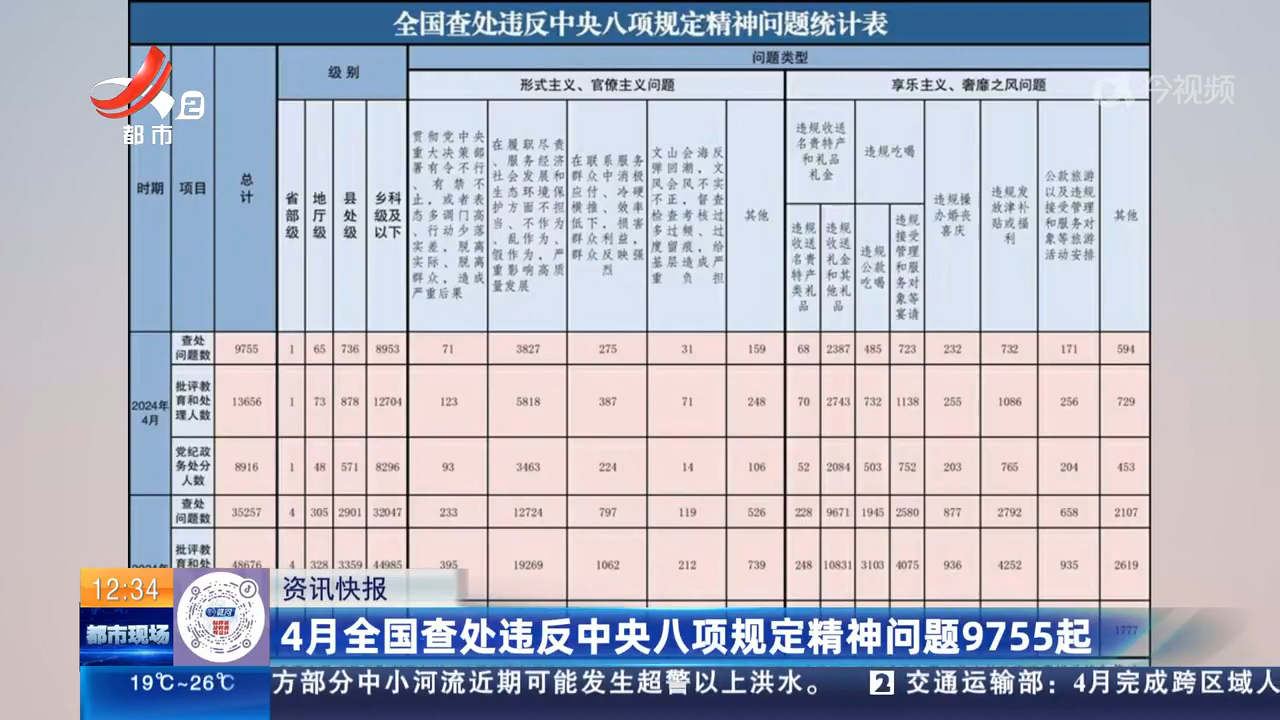 全国查处违反中央八项规定精神问题统计表
都市 2
今视频
时期
项目
总计
级别
问题类型
形式主义、官僚主义问题
享乐主义、奢靡之风问题
省部级
地厅级
县处级
乡科级及以下
贯彻党中央重大决策部署有令不行、有禁不止，或者表态多调门高、行动少落实差，脱离实际、脱离群众，造成严重后果
在履职尽责、服务经济社会发展和生态环境保护方面不担当、不作为、乱作为、假作为，严重影响高质量发展
在联系服务群众中消极应付、冷硬横推、效率低下，损害群众利益，群众反映强烈
文山会海反弹回潮，文风会风不实不正，督查检查考核过多过频、过度留痕，给基层造成严重负担
其他
违规收送名贵特产和礼品礼金
违规吃喝
违规收送名贵特产类礼品
违规收送礼金和其他礼品
违规公款吃喝
违规接受管理和服务对象等宴请
违规操办婚丧喜庆
违规发放津补贴或福利
公款旅游以及违规接受管理和服务对象等旅游活动安排
其他
2024年4月
查处问题数 9755 1 65 736 8953 71 3827 275 31 159 68 2387 485 723 232 732 171 594
批评教育和处理人数 13656 1 73 878 12704 123 5818 387 71 248 70 2743 732 1138 255 1086 256 729
党纪政务处分人数 8916 1 48 571 8296 93 3463 224 14 106 52 2084 503 752 203 765 204 453
查处问题数 35257 4 305 2901 32047 233 12724 797 119 526 228 9671 1945 2580 877 2792 658 2107
批评教育和处 48676 4 328 3359 44985 395 19269 1062 212 739 248 10831 3103 4075 936 4252 935 2619
1777
12:34
资讯快报
都市现场
4月全国查处违反中央八项规定精神问题9755起
19℃~26℃
方部分中小河流近期可能发生超警以上洪水。 2 交通运输部：4月完成跨区域人